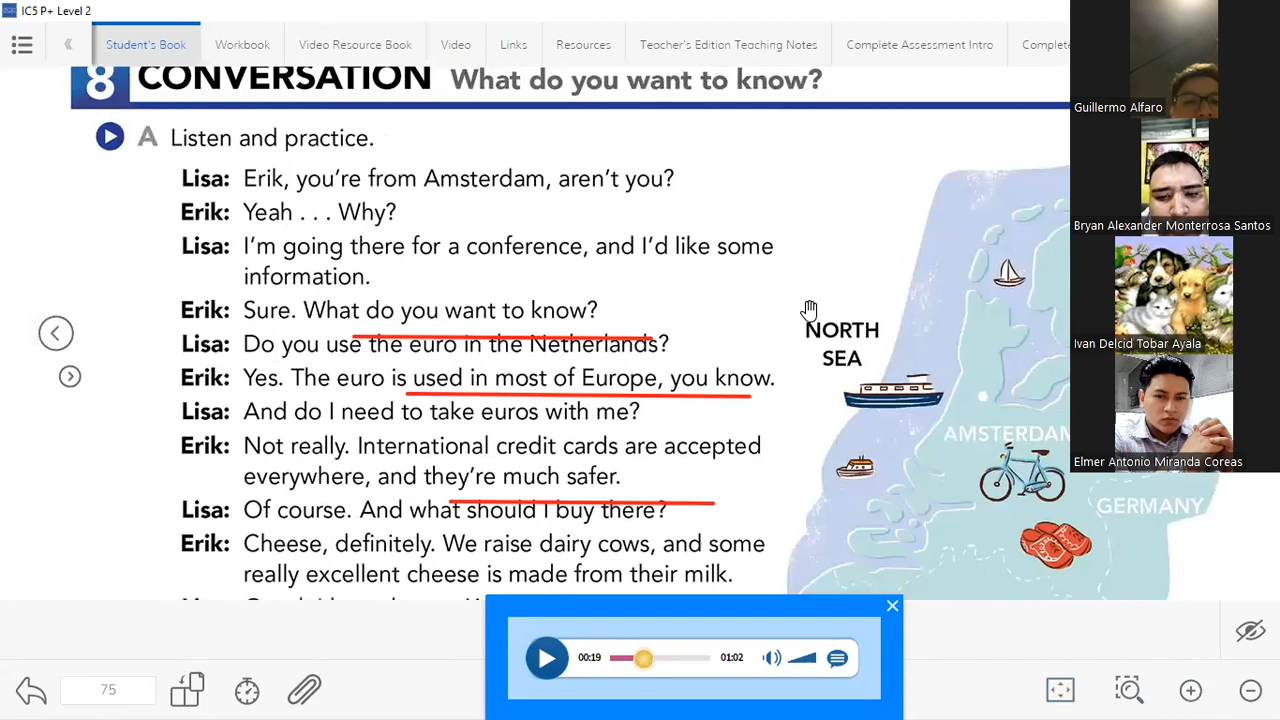 IC5 P+ Level 2
Student's Book Workbook Video Resource Book Video Links Resources Teacher's Edition Teaching Notes Complete Assessment Intro Complete
8 CONVERSATION What do you want to know?
A Listen and practice.
Lisa: Erik, you're from Amsterdam, aren't you?
Erik: Yeah . . . Why?
Lisa: I'm going there for a conference, and I'd like some
information.
Erik: Sure. What do you want to know?
Lisa: Do you use the euro in the Netherlands?
Erik: Yes. The euro is used in most of Europe, you know.
Lisa: And do I need to take euros with me?
Erik: Not really. International credit cards are accepted
everywhere, and they're much safer.
Lisa: Of course. And what should I buy there?
Erik: Cheese, definitely. We raise dairy cows, and some
really excellent cheese is made from their milk.
NORTH
SEA
AMSTERDAM
GERMANY
Guillermo Alfaro
Bryan Alexander Monterrosa Santos
Ivan Delcid Tobar Ayala
Elmer Antonio Miranda Coreas
00:19 01:02
75